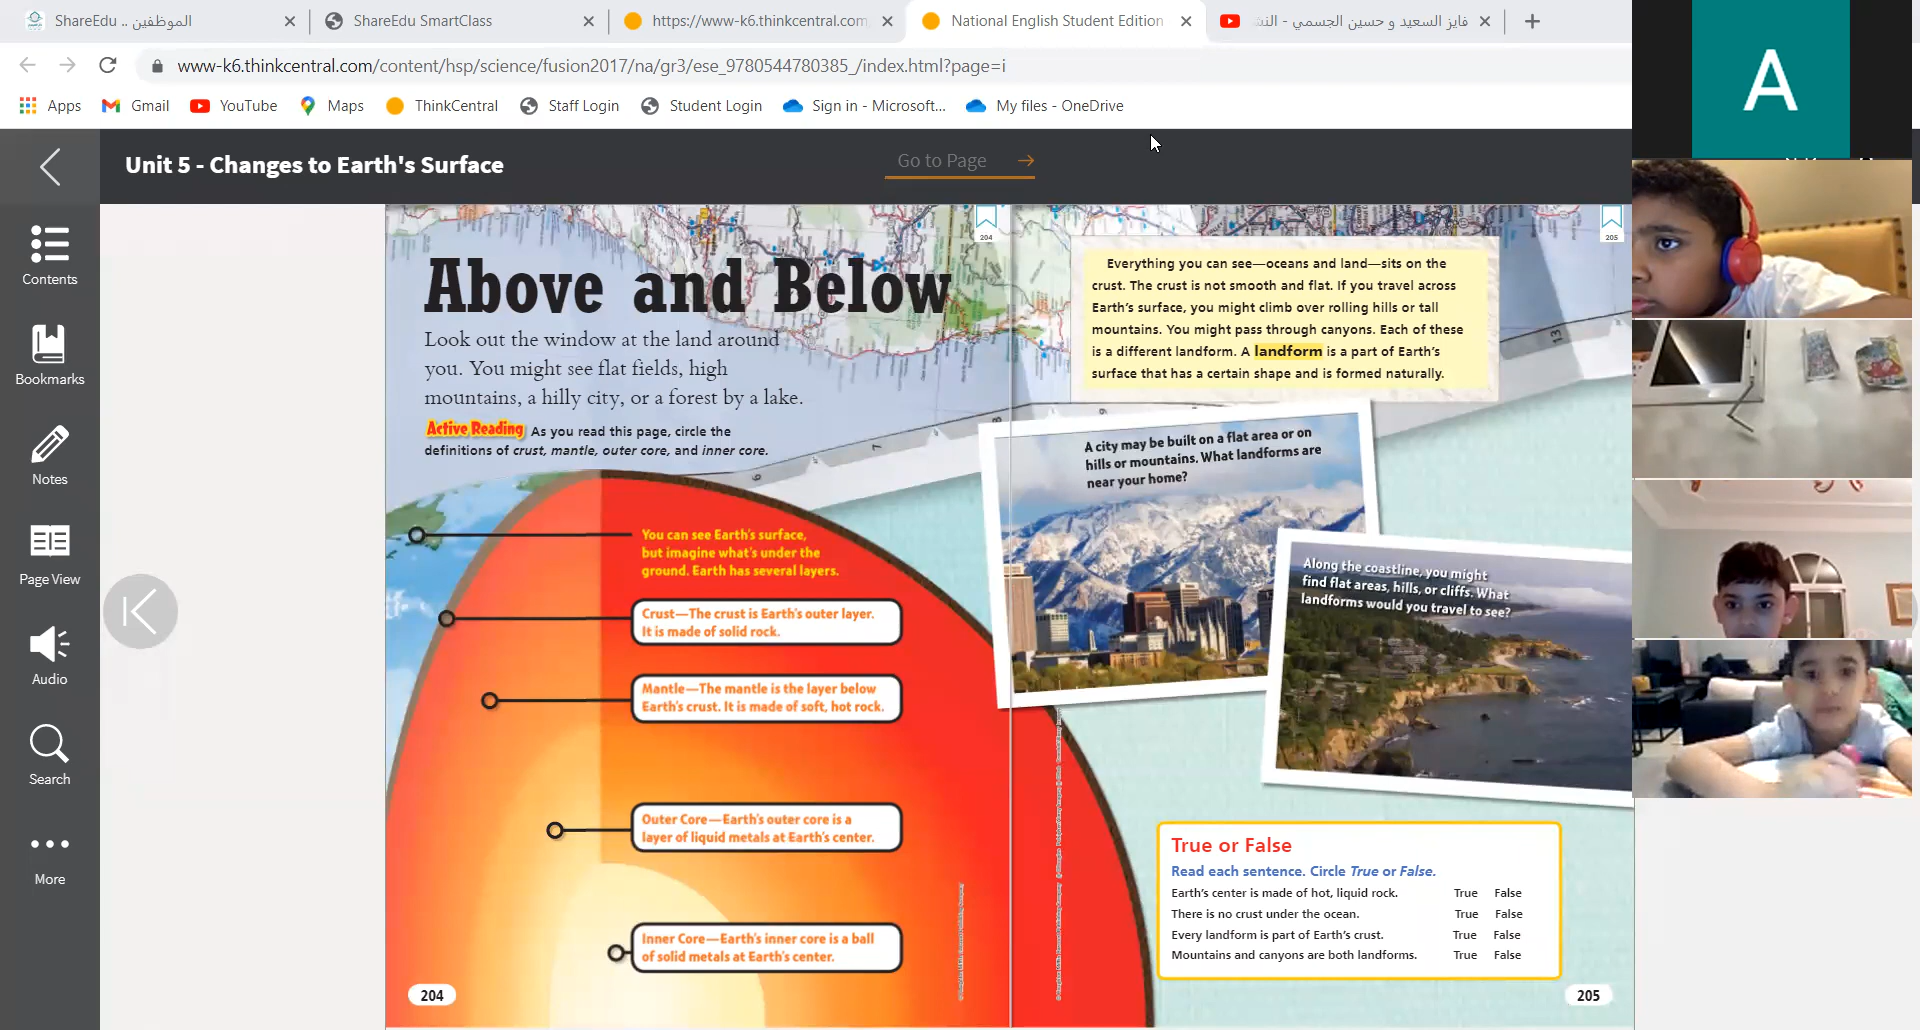 ShareEdu .. الموظفين
ShareEdu SmartClass
https://www-k6.thinkcentral.com
National English Student Edition
فايز السعيد و حسين الجسمي - الند
www-k6.thinkcentral.com/content/hsp/science/fusion2017/na/gr3/ese_9780544780385_/index.html?page=i
Apps
Gmail
YouTube
Maps
ThinkCentral
Staff Login
Student Login
Sign in - Microsoft...
My files - OneDrive
A
Unit 5 - Changes to Earth's Surface
Go to Page
Contents
Bookmarks
Notes
Page View
Audio
Search
More
204
Above and Below
Look out the window at the land around
you. You might see flat fields, high
mountains, a hilly city, or a forest by a lake.
Active Reading As you read this page, circle the
definitions of crust, mantle, outer core, and inner core.
You can see Earth's surface,
but imagine what's under the
ground. Earth has several layers.
Crust—The crust is Earth's outer layer.
It is made of solid rock.
Mantle—The mantle is the layer below
Earth's crust. It is made of soft, hot rock.
Outer Core—Earth's outer core is a
layer of liquid metals at Earth's center.
Inner Core—Earth's inner core is a ball
of solid metals at Earth's center.
204
205
Everything you can see—oceans and land—sits on the
crust. The crust is not smooth and flat. If you travel across
Earth's surface, you might climb over rolling hills or tall
mountains. You might pass through canyons. Each of these
is a different landform. A landform is a part of Earth's
surface that has a certain shape and is formed naturally.
13
9
8
7
6
A city may be built on a flat area or on
hills or mountains. What landforms are
near your home?
Along the coastline, you might
find flat areas, hills, or cliffs. What
landforms would you travel to see?
True or False
Read each sentence. Circle True or False.
Earth's center is made of hot, liquid rock. True False
There is no crust under the ocean. True False
Every landform is part of Earth's crust. True False
Mountains and canyons are both landforms. True False
205